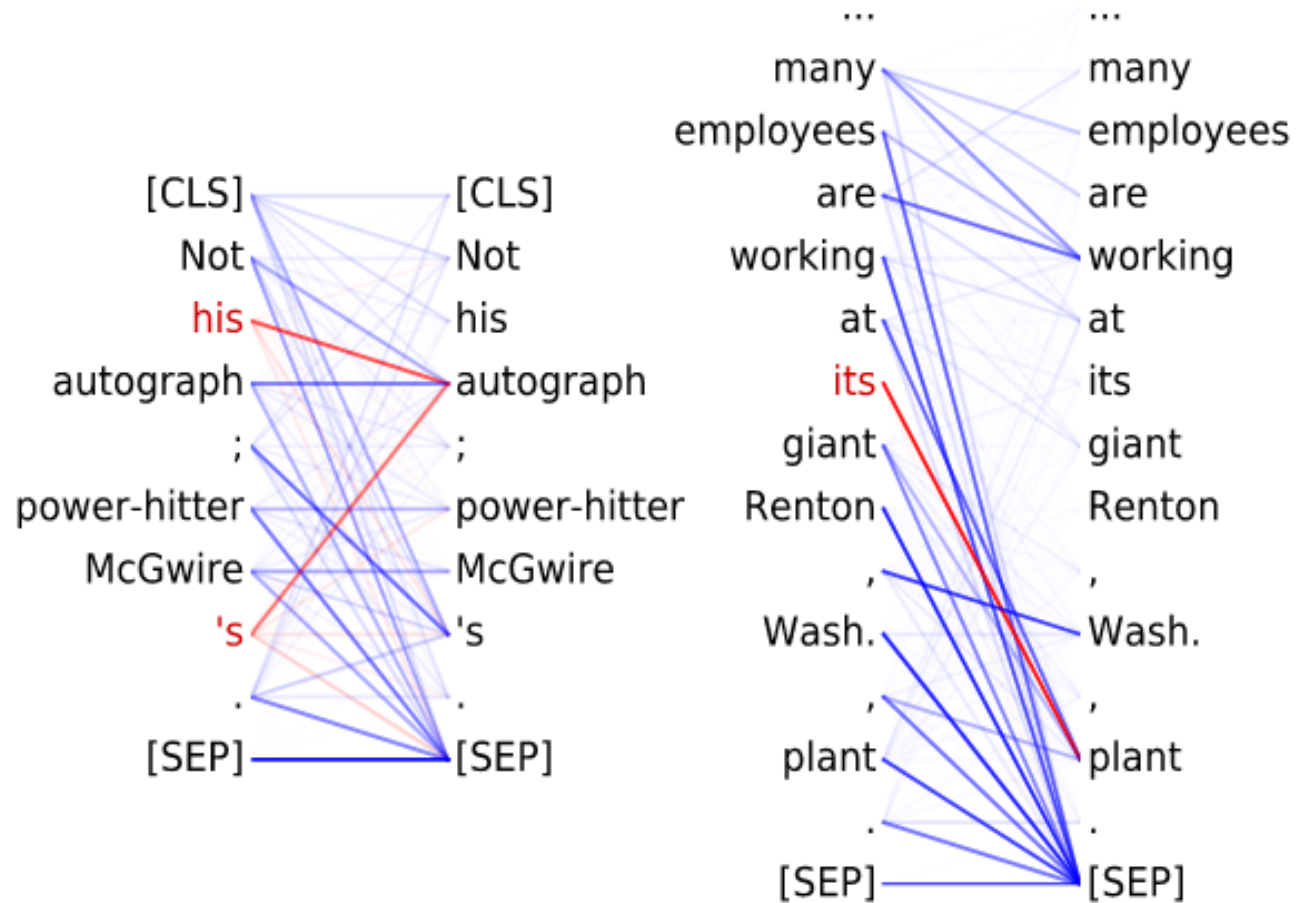 [CLS] [CLS]
Not Not
his his
autograph autograph
; ;
power-hitter power-hitter
McGwire McGwire
's 's
. .
[SEP] [SEP]
... ...
many many
employees employees
are are
working working
at at
its its
giant giant
Renton Renton
, ,
Wash. Wash.
, ,
plant plant
. .
[SEP] [SEP]